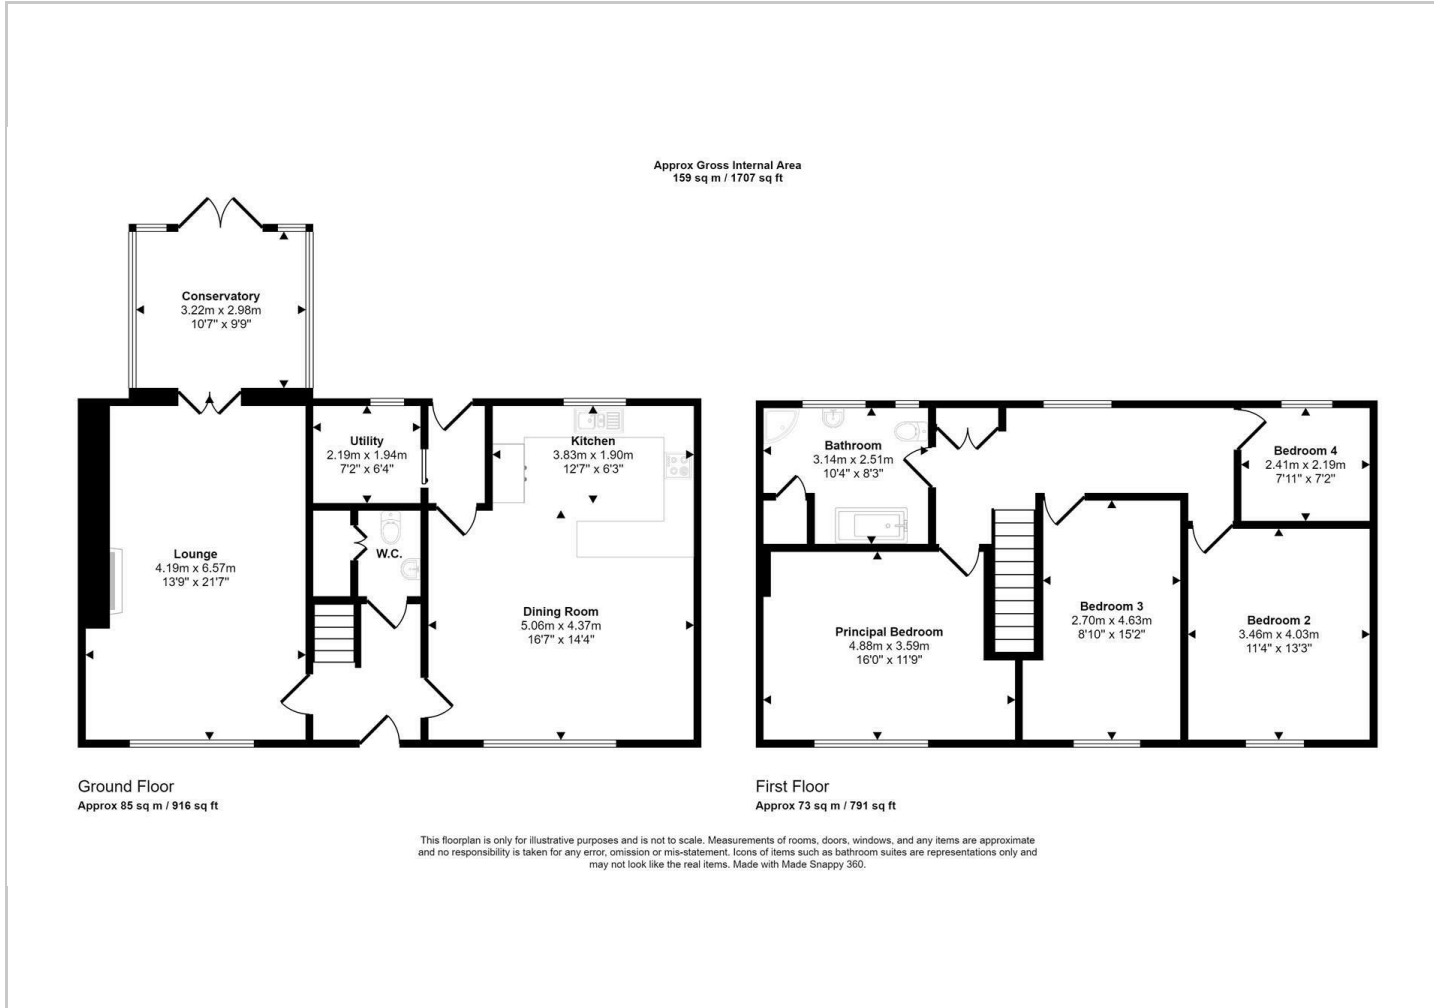 Approx Gross Internal Area
159 sq m / 1707 sq ft
Conservatory
3.22m x 2.98m
10'7" x 9'9"
Utility
2.19m x 1.94m
7'2" x 6'4"
Kitchen
3.83m x 1.90m
12'7" x 6'3"
W.C.
Lounge
4.19m x 6.57m
13'9" x 21'7"
Dining Room
5.06m x 4.37m
16'7" x 14'4"
Ground Floor
Approx 85 sq m / 916 sq ft
Bathroom
3.14m x 2.51m
10'4" x 8'3"
Bedroom 4
2.41m x 2.19m
7'11" x 7'2"
Principal Bedroom
4.88m x 3.59m
16'0" x 11'9"
Bedroom 3
2.70m x 4.63m
8'10" x 15'2"
Bedroom 2
3.46m x 4.03m
11'4" x 13'3"
First Floor
Approx 73 sq m / 791 sq ft
This floorplan is only for illustrative purposes and is not to scale. Measurements of rooms, doors, windows, and any items are approximate
and no responsibility is taken for any error, omission or mis-statement. Icons of items such as bathroom suites are representations only and
may not look like the real items. Made with Made Snappy 360.